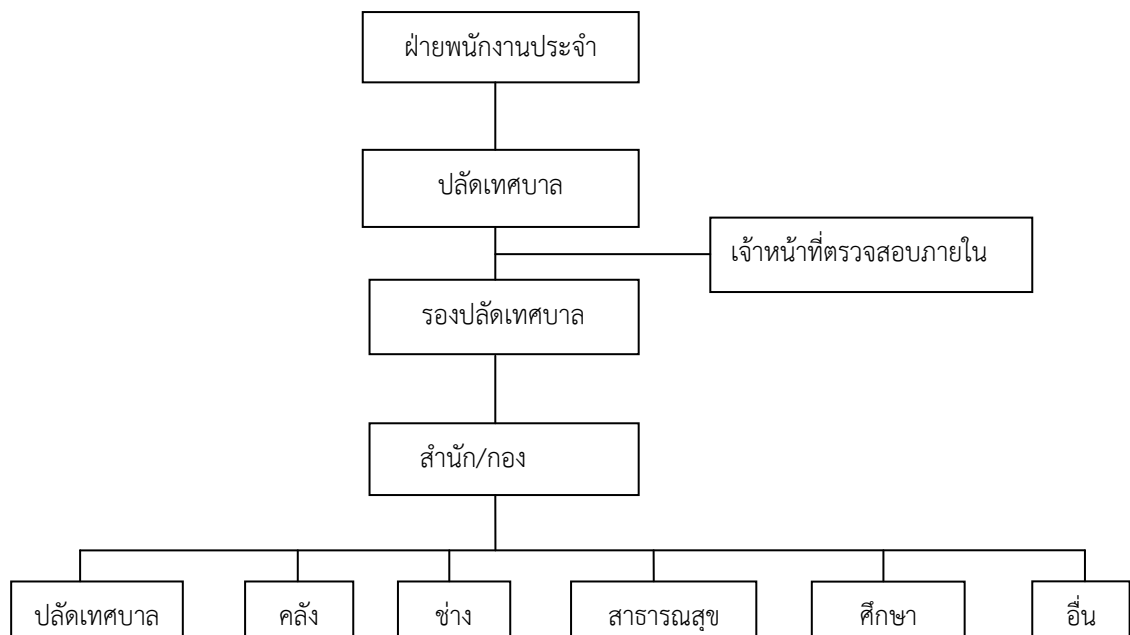 ฝ่ายพนักงานประจำ
ปลัดเทศบาล
เจ้าหน้าที่ตรวจสอบภายใน
รองปลัดเทศบาล
สำนัก/กอง
ปลัดเทศบาล
คลัง
ช่าง
สาธารณสุข
ศึกษา
อื่น